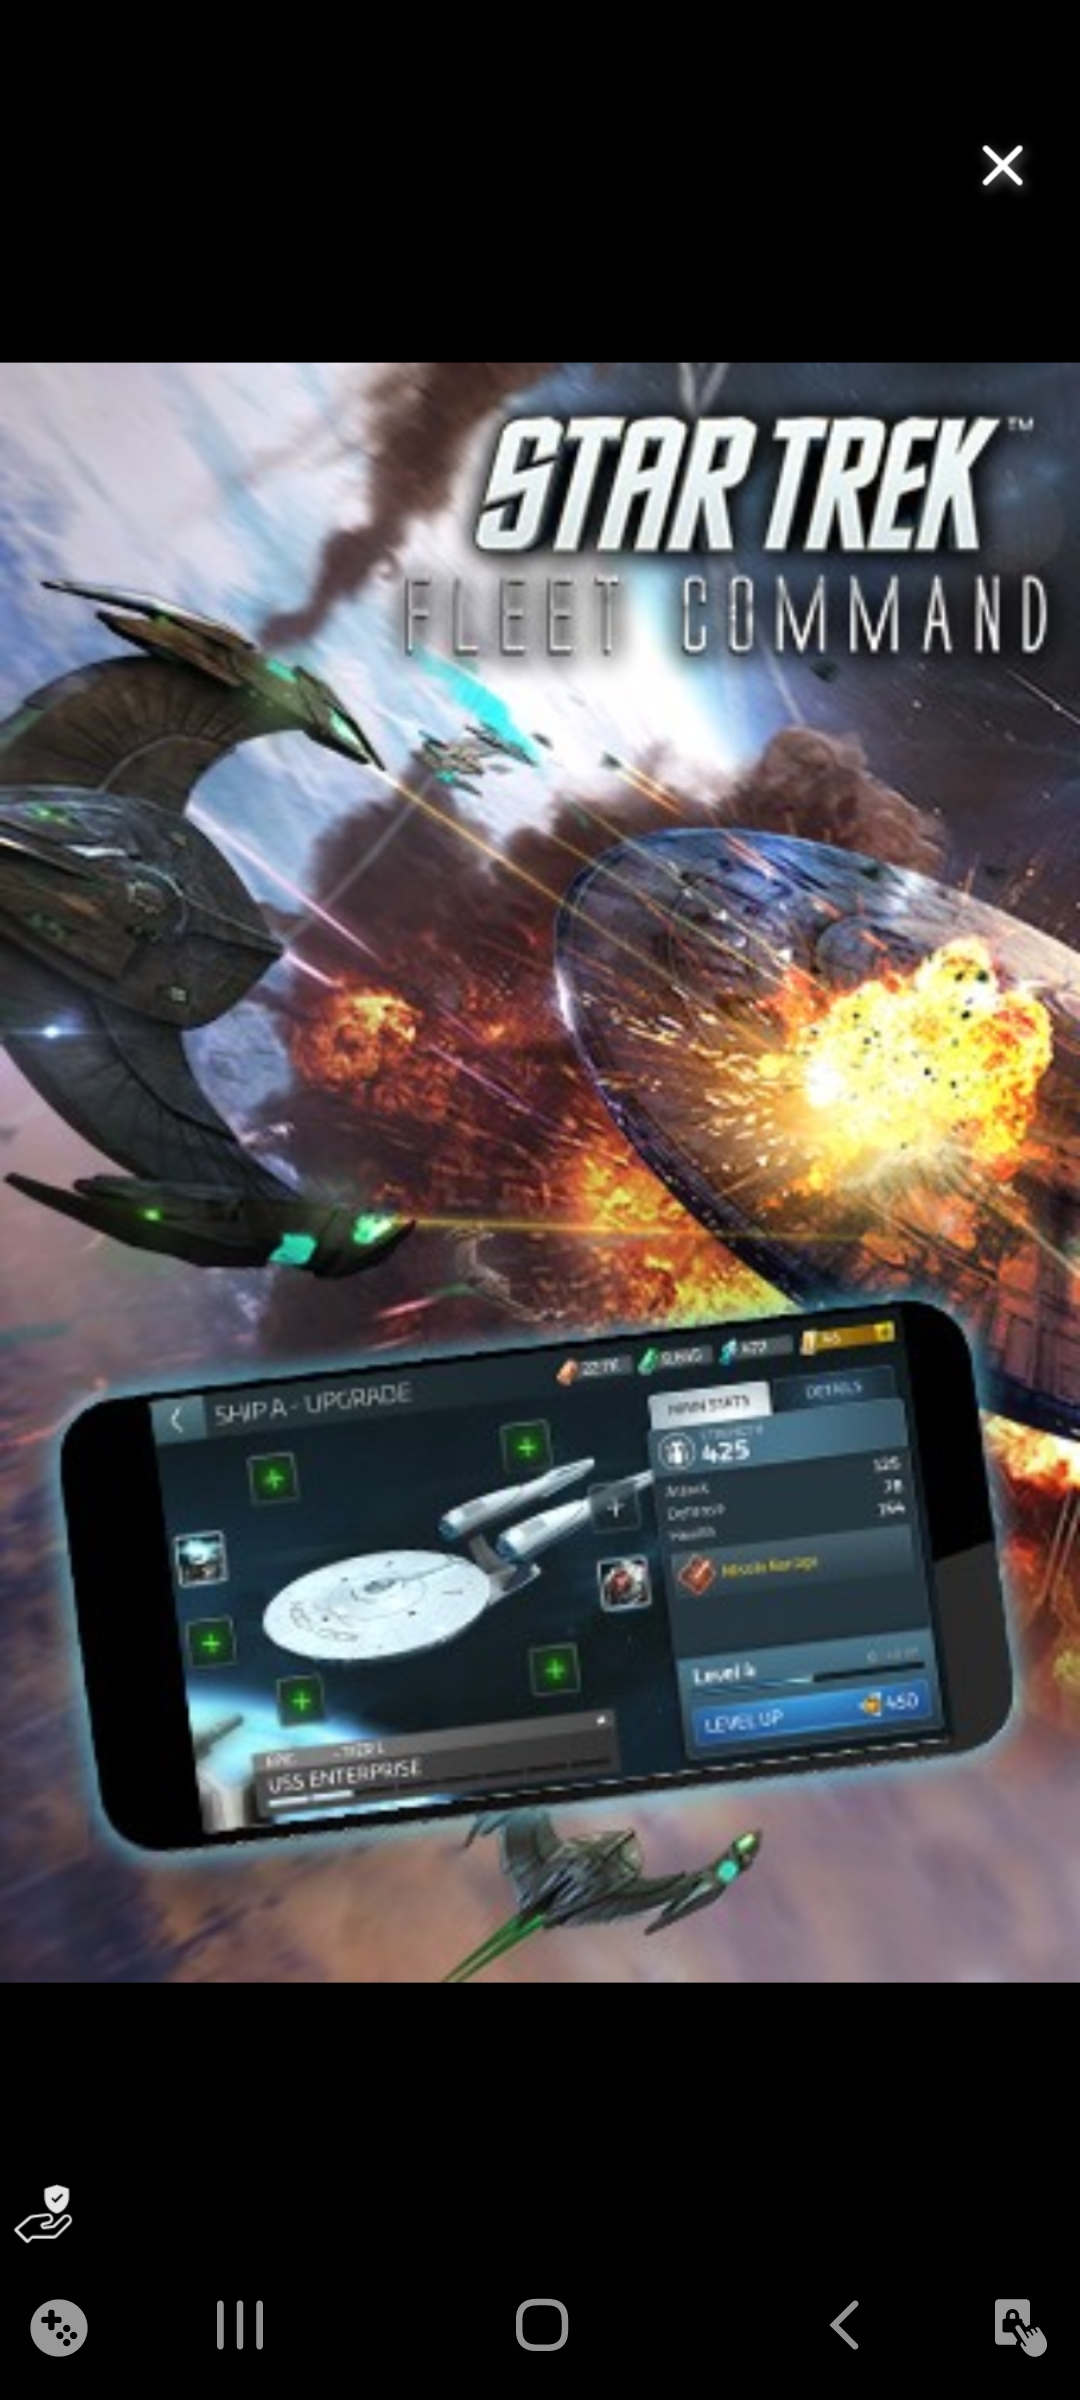 STAR TREK™
FLEET COMMAND
SHIP A - UPGRADE
MAIN STATS
DETAILS
STRENGTH
425
Attack
Defense
Health
Level 4
LEVEL UP
450
USS ENTERPRISE